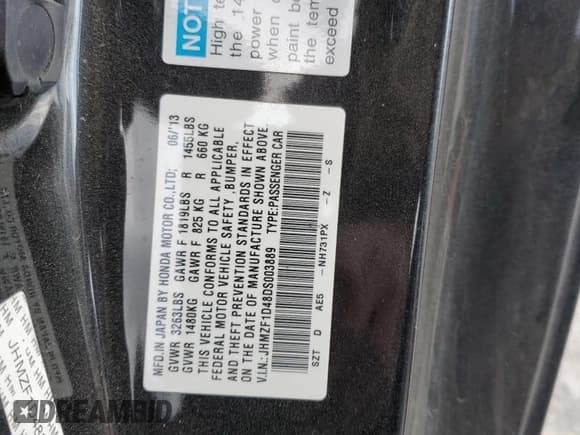 NOT
High te
the 14
power
when
paint be
the tem
exceed
MFD.IN JAPAN BY HONDA MOTOR CO.,LTD; 06/'13
GVWR 3263LBS GAWR F 1819LBS R 1455LBS
GVWR 1480KG GAWR F 825 KG R 660 KG
THIS VEHICLE CONFORMS TO ALL APPLICABLE
FEDERAL MOTOR VEHICLE SAFETY ,BUMPER,
AND THEFT PREVENTION STANDARDS IN EFFECT
ON THE DATE OF MANUFACTURE SHOWN ABOVE
V.I.N.:JHMZF1D48DS003889 TYPE:PASSENGER CAR
SZT D AE5 -NH731PX -Z -S
JHMZF
DREAMBID